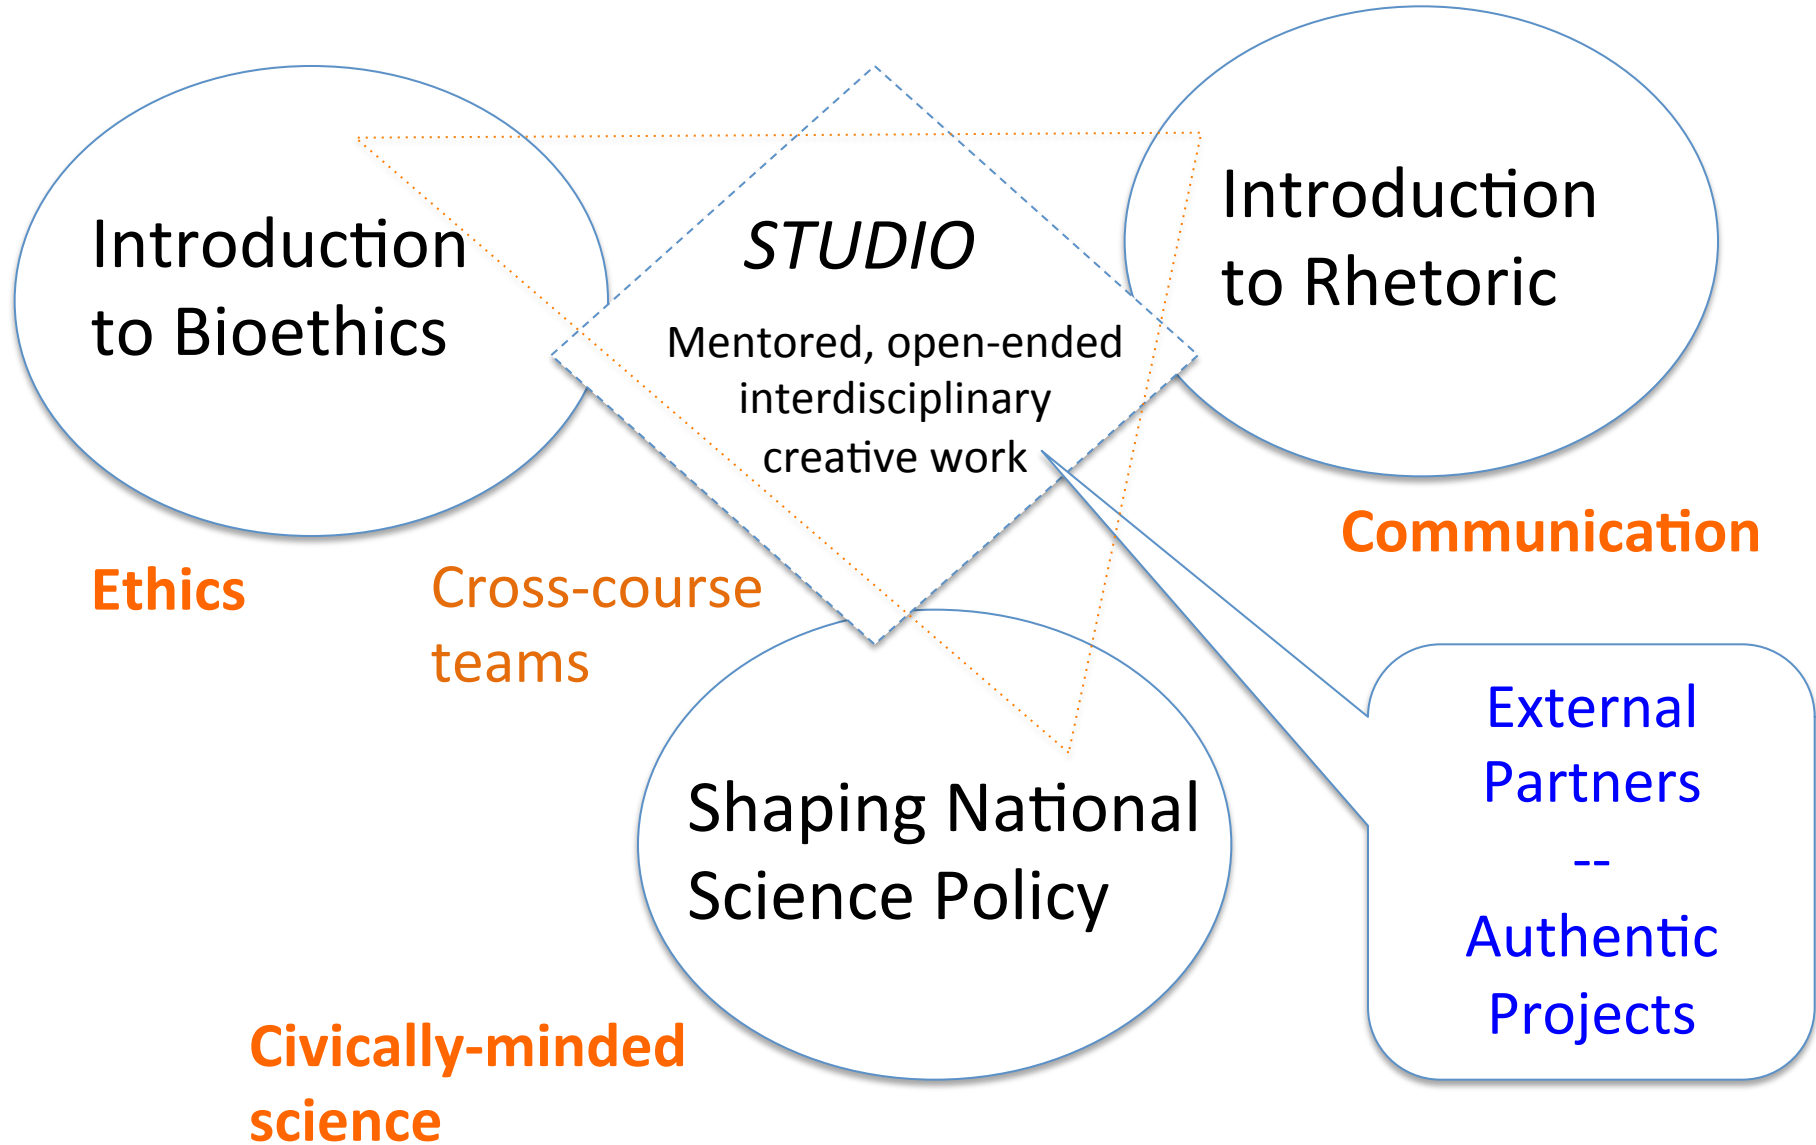 Introduction
to Bioethics
STUDIO
Mentored, open-ended
interdisciplinary
creative work
Introduction
to Rhetoric
Communication
Ethics
Cross-course
teams
Shaping National
Science Policy
External
Partners
--
Authentic
Projects
Civically-minded
science